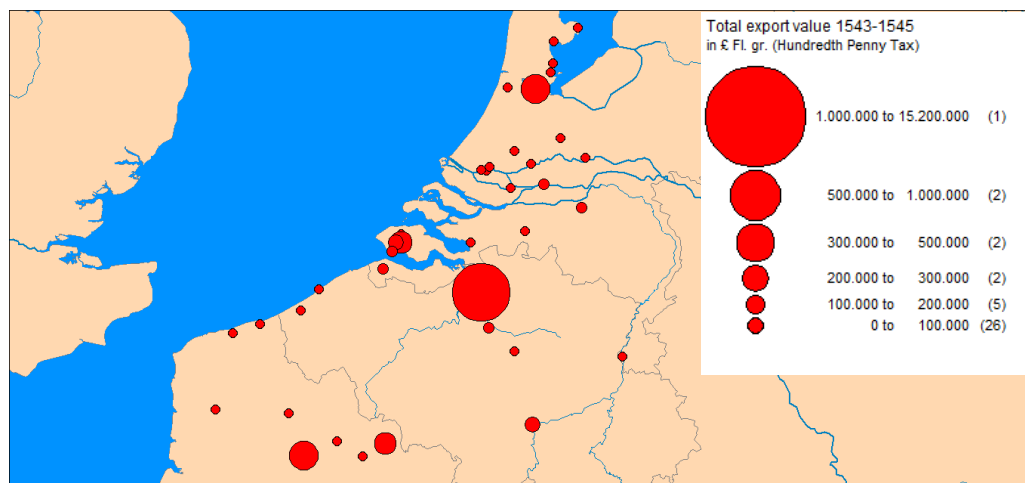 Total export value 1543-1545
in £ Fl. gr. (Hundredth Penny Tax)
1.000.000 to 15.200.000 (1)
500.000 to 1.000.000 (2)
300.000 to 500.000 (2)
200.000 to 300.000 (2)
100.000 to 200.000 (5)
0 to 100.000 (26)